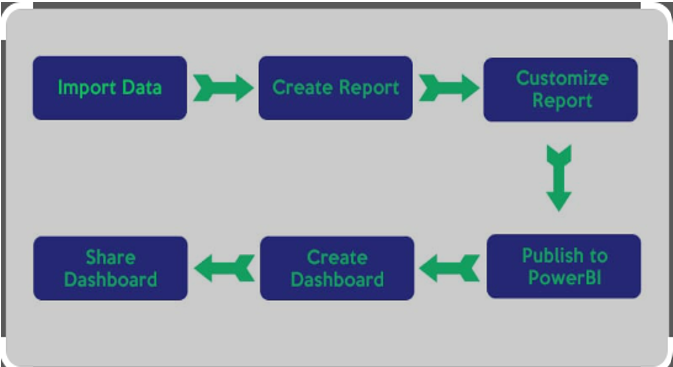 Import Data
Create Report
Customize
Report
Publish to
PowerBI
Create
Dashboard
Share
Dashboard